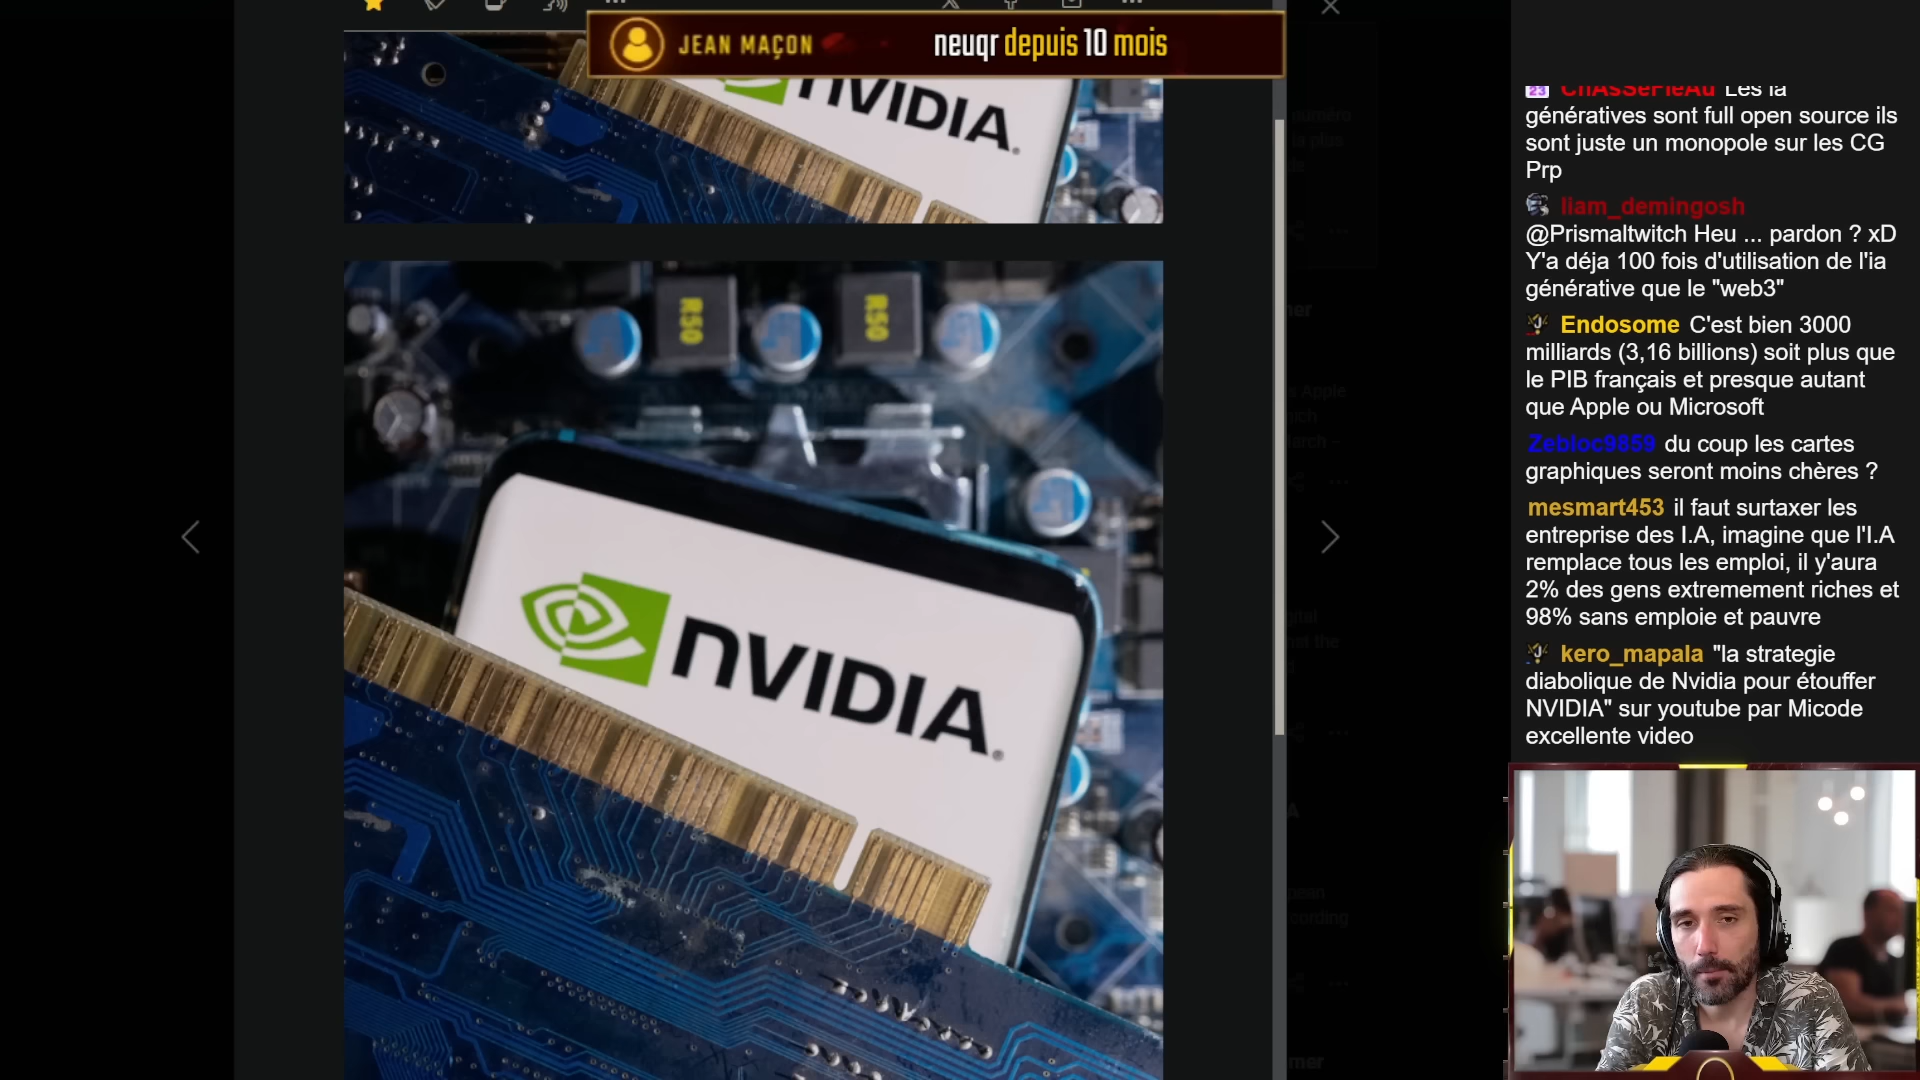 JEAN MAÇON neuqr depuis 10 mois
NVIDIA
R50 R50
NVIDIA
23 ChAsSePieAu Les ia
génératives sont full open source ils
sont juste un monopole sur les CG
Prp
liam_demingosh
@Prismaltwitch Heu ... pardon ? xD
Y'a déja 100 fois d'utilisation de l'ia
générative que le "web3"
Endosome C'est bien 3000
milliards (3,16 billions) soit plus que
le PIB français et presque autant
que Apple ou Microsoft
Zebloc9859 du coup les cartes
graphiques seront moins chères ?
mesmart453 il faut surtaxer les
entreprise des I.A, imagine que l'I.A
remplace tous les emploi, il y'aura
2% des gens extremement riches et
98% sans emploie et pauvre
kero_mapala "la strategie
diabolique de Nvidia pour étouffer
NVIDIA" sur youtube par Micode
excellente video